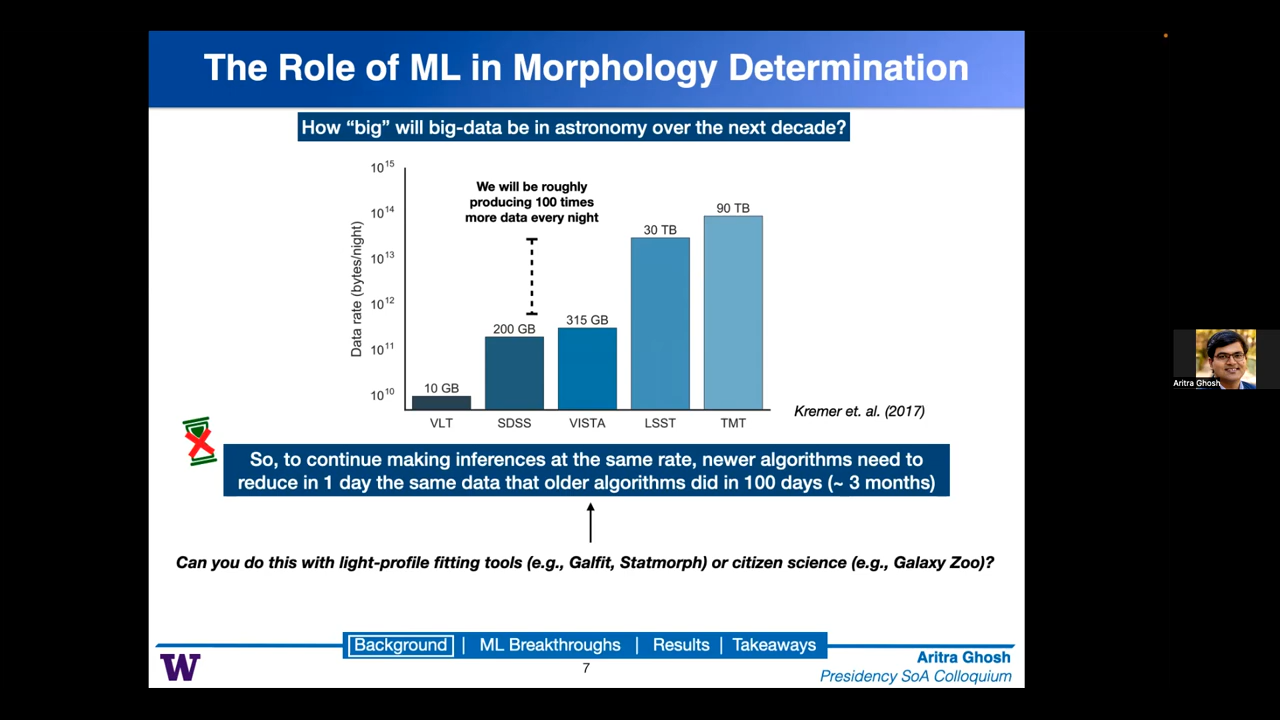 The Role of ML in Morphology Determination
How “big” will big-data be in astronomy over the next decade?
Data rate (bytes/night)
10^15
10^14
10^13
10^12
10^11
10^10
We will be roughly
producing 100 times
more data every night
10 GB
200 GB
315 GB
30 TB
90 TB
VLT
SDSS
VISTA
LSST
TMT
Kremer et. al. (2017)
So, to continue making inferences at the same rate, newer algorithms need to
reduce in 1 day the same data that older algorithms did in 100 days (~ 3 months)
Can you do this with light-profile fitting tools (e.g., Galfit, Statmorph) or citizen science (e.g., Galaxy Zoo)?
Background | ML Breakthroughs | Results | Takeaways
7
W
Aritra Ghosh
Presidency SoA Colloquium
Aritra Ghosh